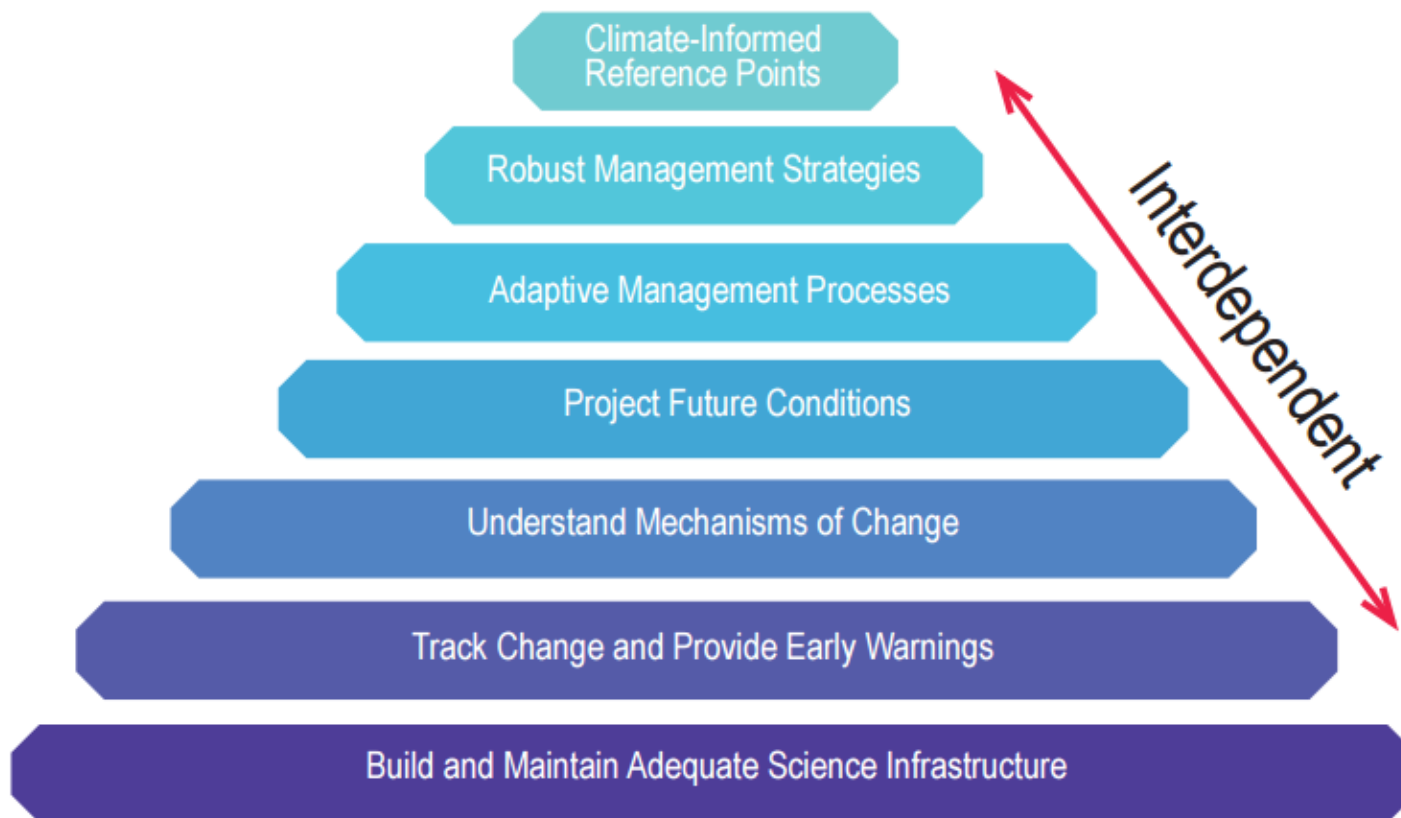 Climate-Informed
Reference Points
Robust Management Strategies
Adaptive Management Processes
Project Future Conditions
Understand Mechanisms of Change
Track Change and Provide Early Warnings
Build and Maintain Adequate Science Infrastructure
Interdependent